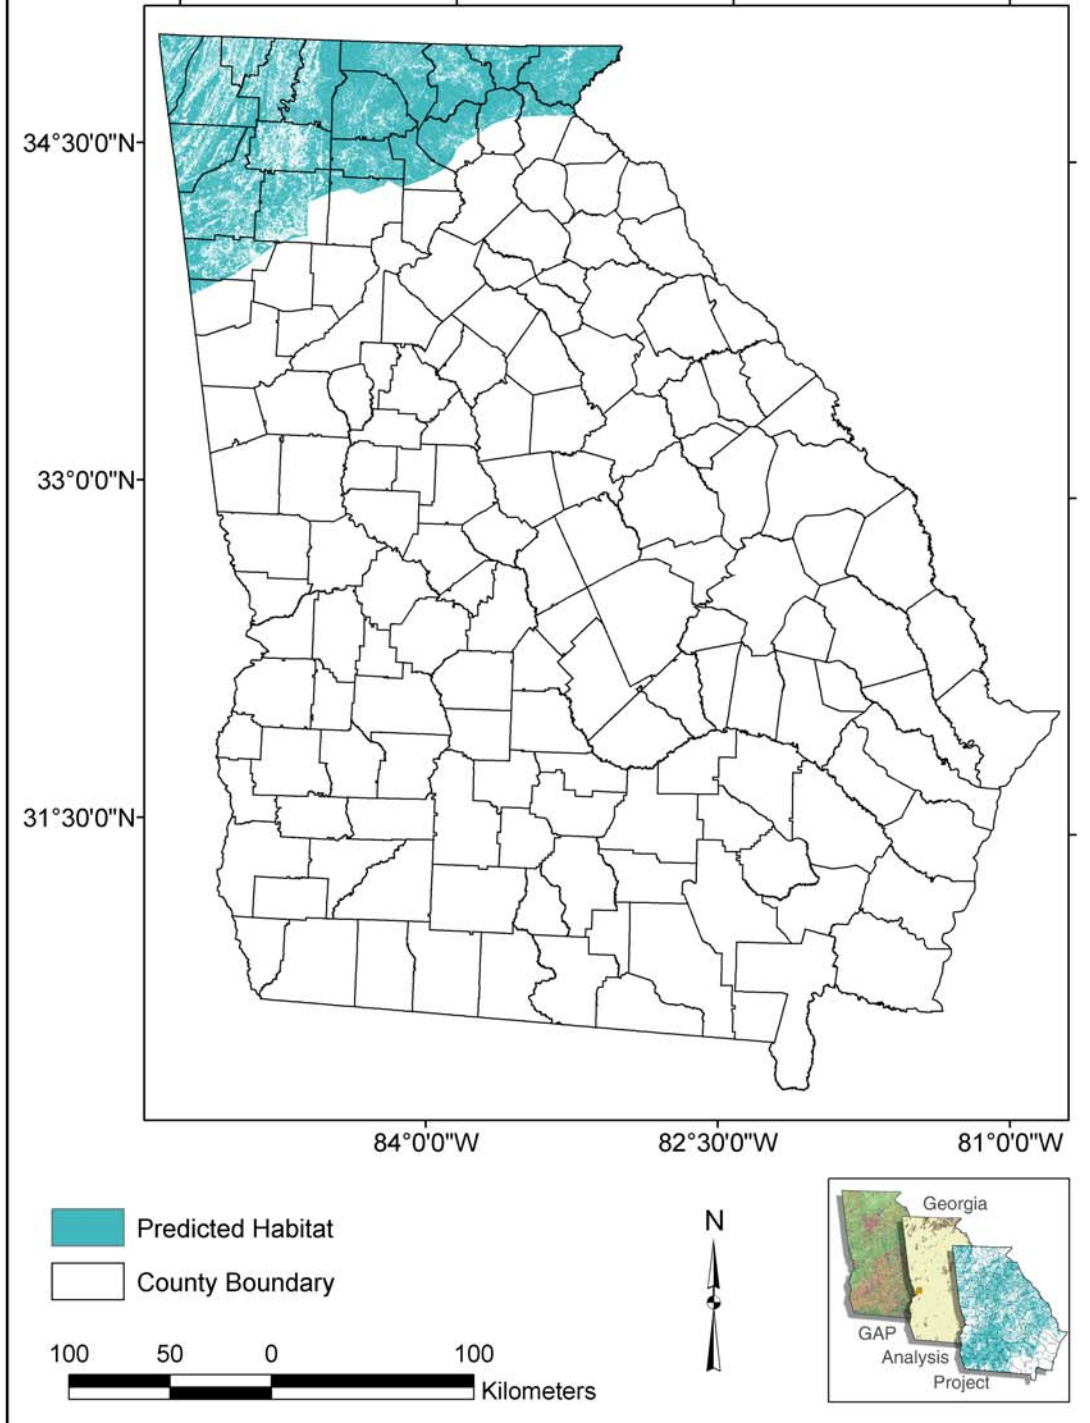 34°30'0"N
33°0'0"N
31°30'0"N
84°0'0"W 82°30'0"W 81°0'0"W
Predicted Habitat
County Boundary
100 50 0 100
Kilometers
N
Georgia
GAP
Analysis
Project